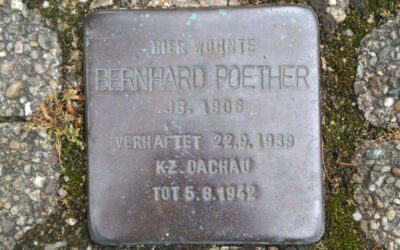 HIER WOHNTE
BERNHARD POETHER
JG. 1906
VERHAFTET 22.9.1939
KZ. DACHAU
TOT 5.8.1942